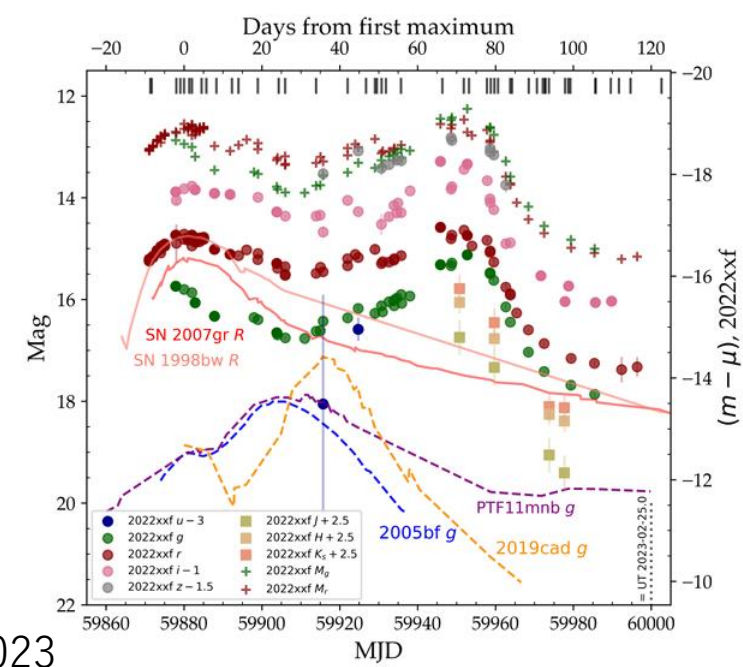 Days from first maximum
−20 0 20 40 60 80 100 120
12
14
16
18
20
22
Mag
−20
−18
−16
−14
−12
−10
(m − μ), 2022xxf
SN 2007gr R
SN 1998bw R
PTF11mnb g
2005bf g
2019cad g
= UT 2023-02-25.0
2022xxf u − 3
2022xxf g
2022xxf r
2022xxf i − 1
2022xxf z − 1.5
2022xxf J + 2.5
2022xxf H + 2.5
2022xxf Ks + 2.5
2022xxf Mg
2022xxf Mr
59860 59880 59900 59920 59940 59960 59980 60000
MJD
023